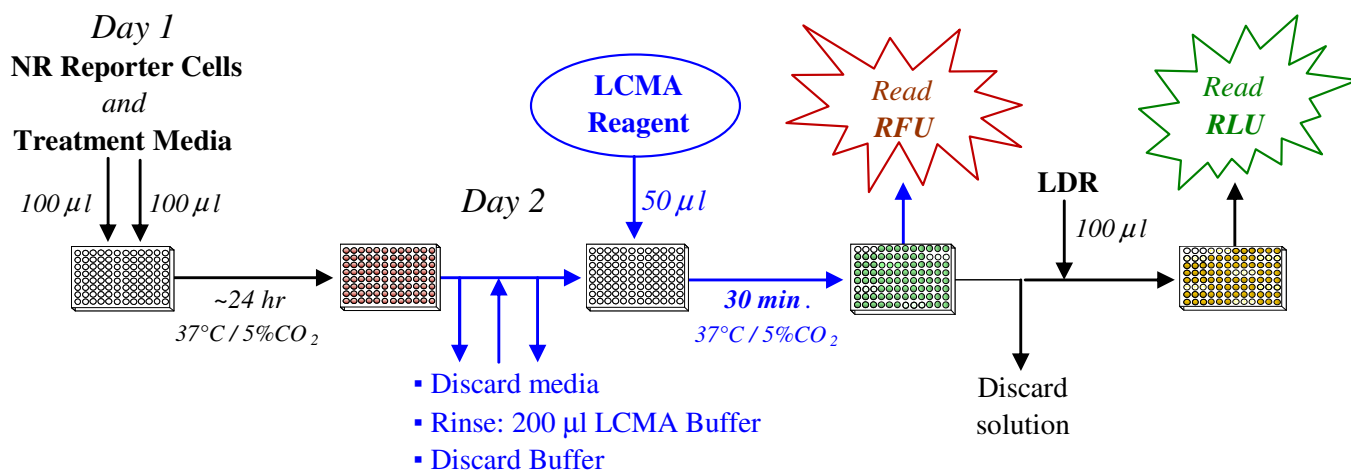 Day 1
NR Reporter Cells
and
Treatment Media
100 µl
100 µl
~24 hr
37°C / 5%CO₂
Day 2
▪ Discard media
▪ Rinse: 200 µl LCMA Buffer
▪ Discard Buffer
LCMA
Reagent
50 µl
30 min.
37°C / 5%CO₂
Read
RFU
LDR
100 µl
Discard
solution
Read
RLU